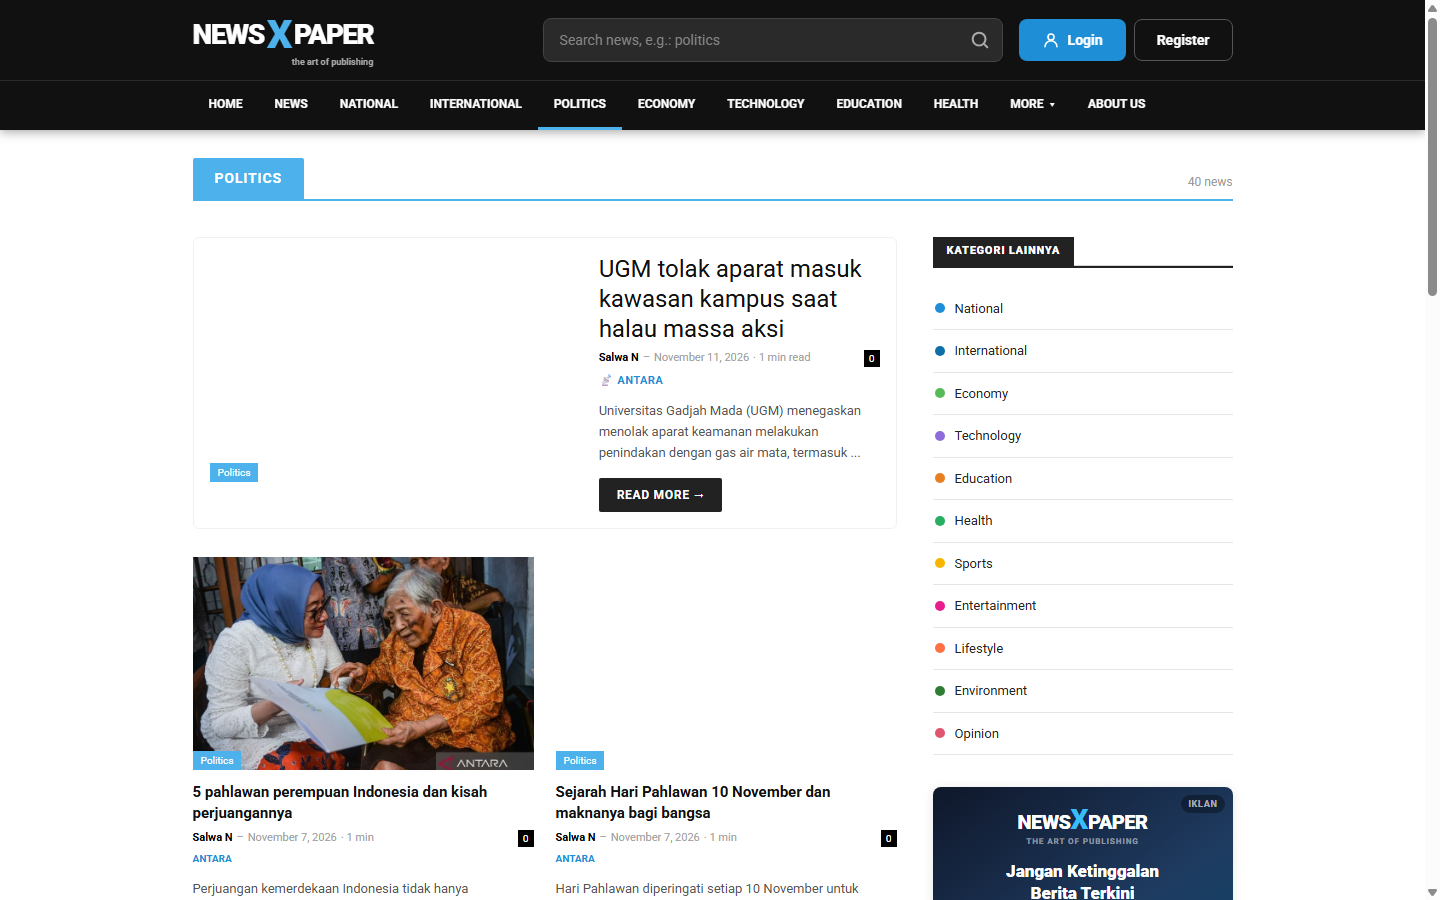 NEWSXPAPER
the art of publishing
Search news, e.g.: politics
Login
Register
HOME
NEWS
NATIONAL
INTERNATIONAL
POLITICS
ECONOMY
TECHNOLOGY
EDUCATION
HEALTH
MORE
ABOUT US
POLITICS
40 news
Politics
UGM tolak aparat masuk
kawasan kampus saat
halau massa aksi
Salwa N – November 11, 2026 · 1 min read
0
ANTARA
Universitas Gadjah Mada (UGM) menegaskan
menolak aparat keamanan melakukan
penindakan dengan gas air mata, termasuk ...
READ MORE →
Politics
ANTARA
5 pahlawan perempuan Indonesia dan kisah
perjuangannya
Salwa N – November 7, 2026 · 1 min
0
ANTARA
Perjuangan kemerdekaan Indonesia tidak hanya
Politics
Sejarah Hari Pahlawan 10 November dan
maknanya bagi bangsa
Salwa N – November 7, 2026 · 1 min
0
ANTARA
Hari Pahlawan diperingati setiap 10 November untuk
KATEGORI LAINNYA
National
International
Economy
Technology
Education
Health
Sports
Entertainment
Lifestyle
Environment
Opinion
IKLAN
NEWSXPAPER
THE ART OF PUBLISHING
Jangan Ketinggalan
Berita Terkini